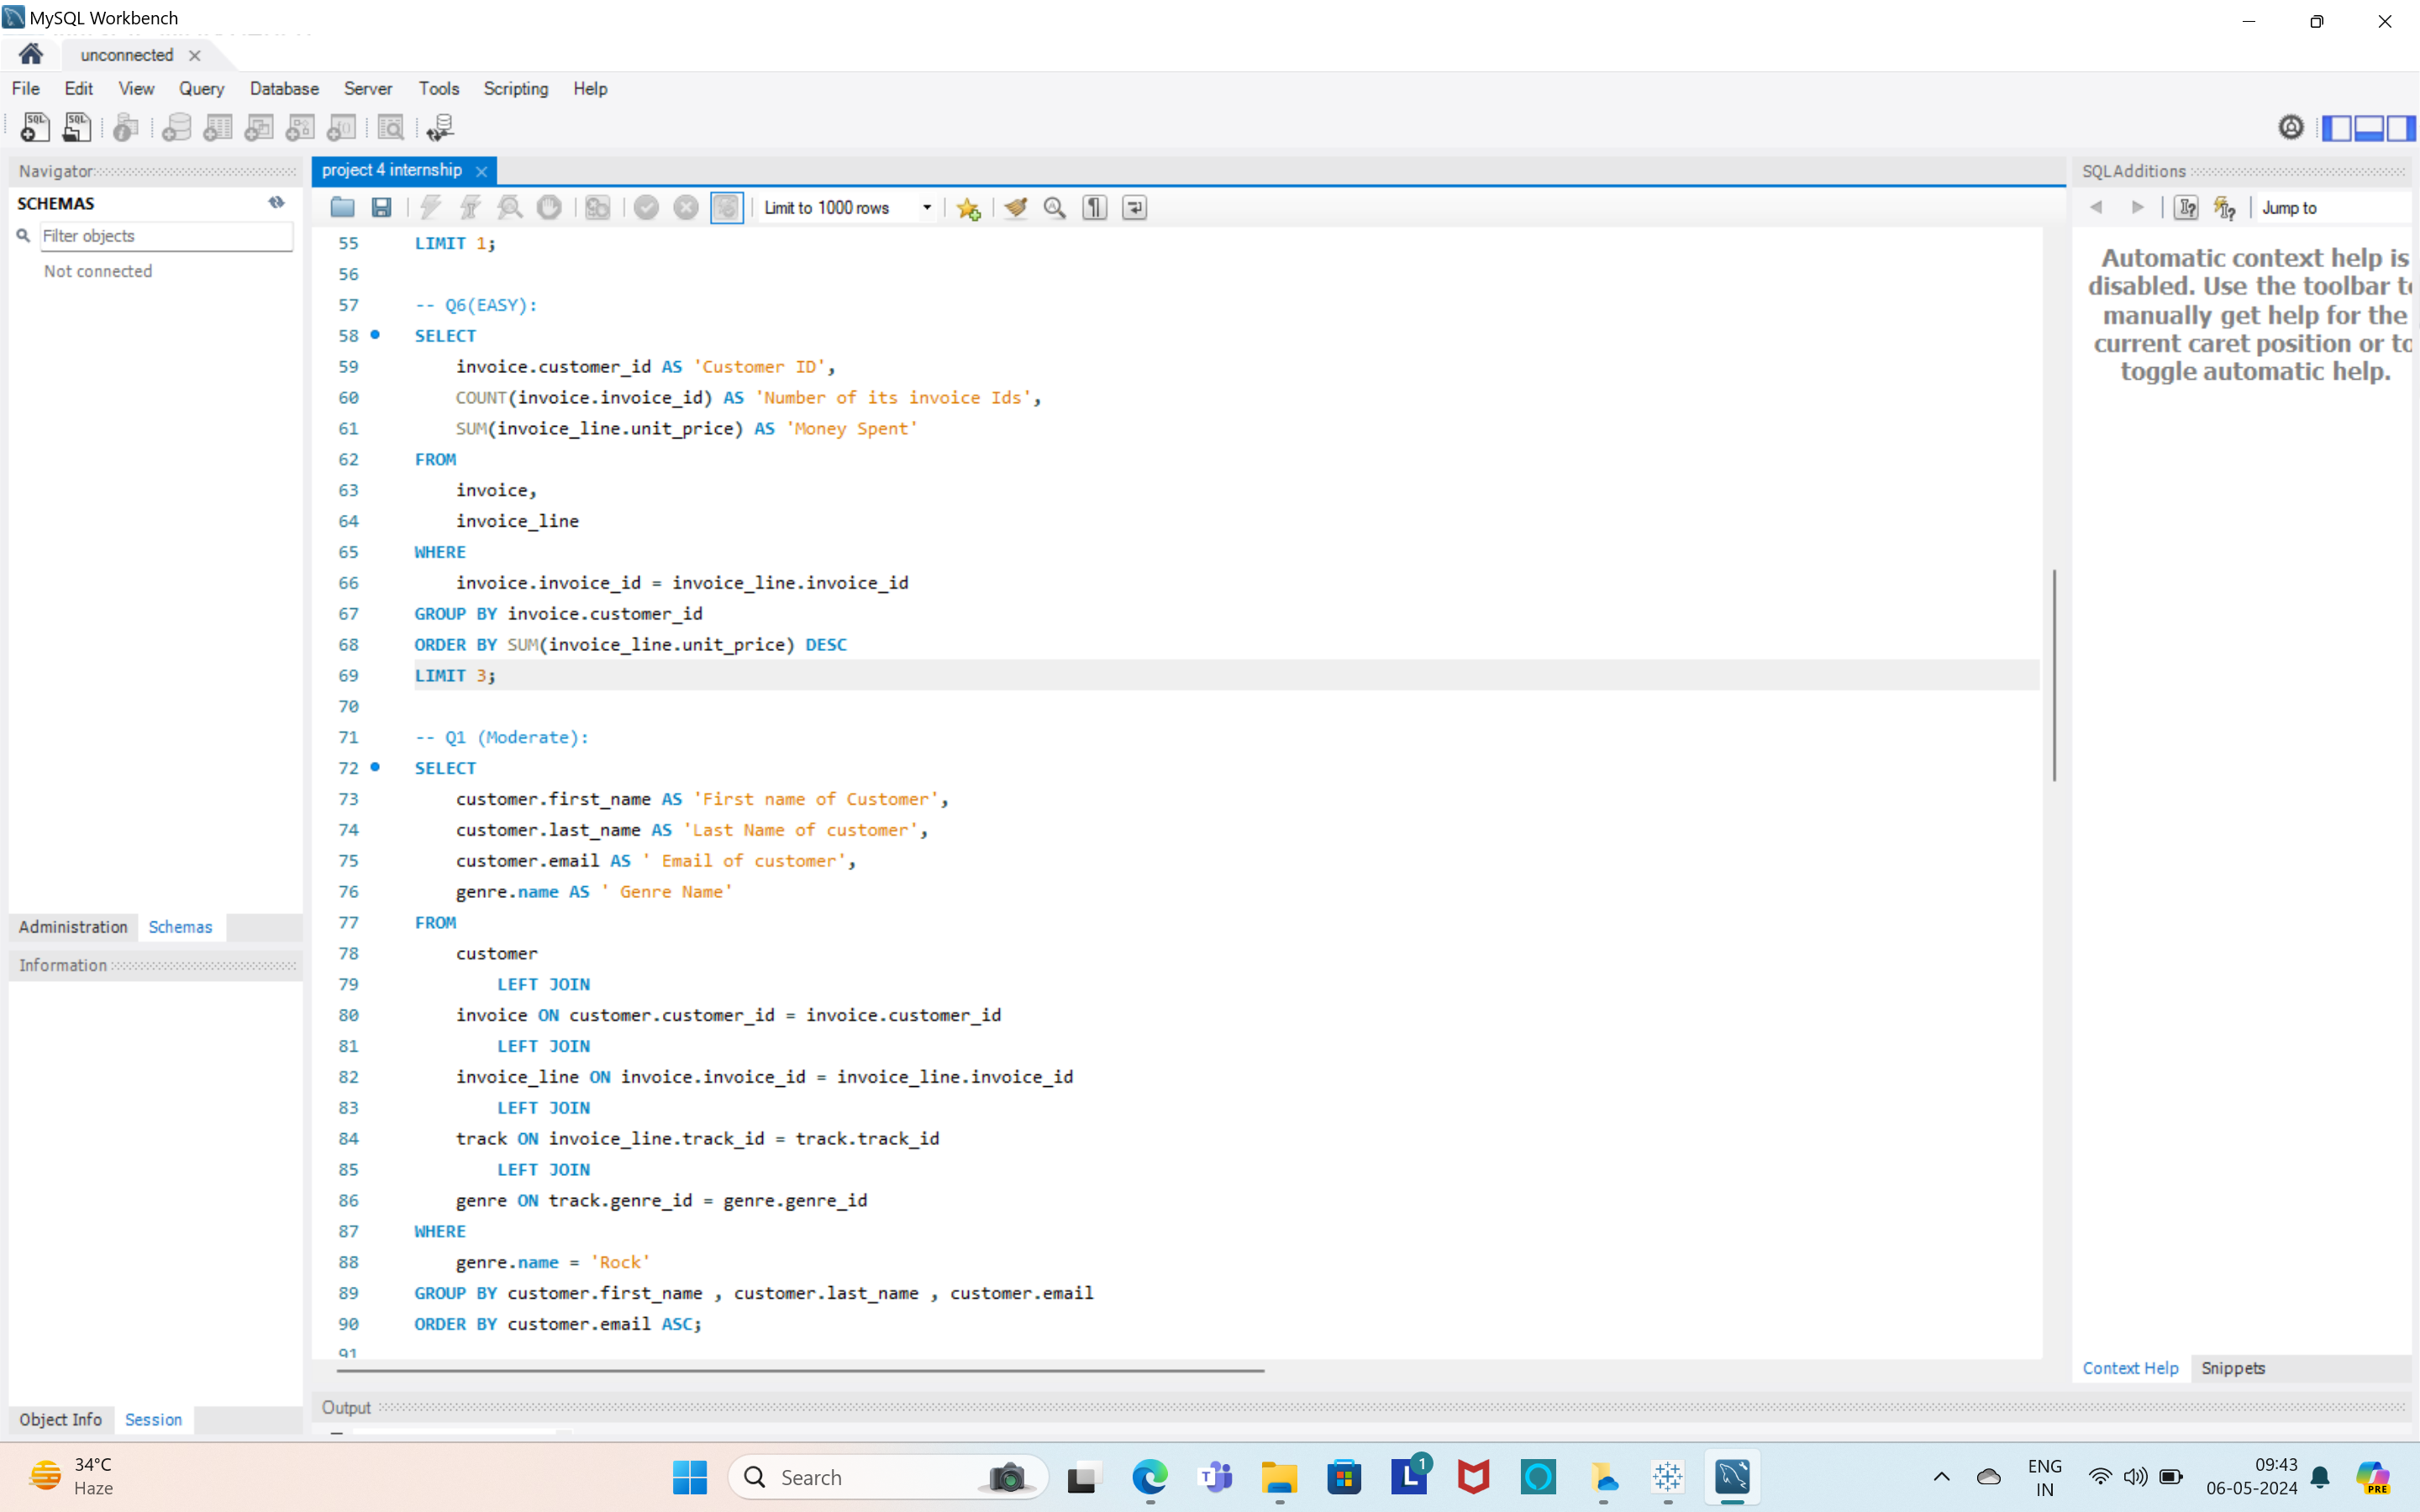 MySQL Workbench
unconnected
File Edit View Query Database Server Tools Scripting Help
Navigator
SCHEMAS
Filter objects
Not connected
Administration Schemas
Information
Object Info Session
project 4 internship
Limit to 1000 rows
55 LIMIT 1;
56
57 -- Q6(EASY):
58 SELECT
59 invoice.customer_id AS 'Customer ID',
60 COUNT(invoice.invoice_id) AS 'Number of its invoice Ids',
61 SUM(invoice_line.unit_price) AS 'Money Spent'
62 FROM
63 invoice,
64 invoice_line
65 WHERE
66 invoice.invoice_id = invoice_line.invoice_id
67 GROUP BY invoice.customer_id
68 ORDER BY SUM(invoice_line.unit_price) DESC
69 LIMIT 3;
70
71 -- Q1 (Moderate):
72 SELECT
73 customer.first_name AS 'First name of Customer',
74 customer.last_name AS 'Last Name of customer',
75 customer.email AS ' Email of customer',
76 genre.name AS ' Genre Name'
77 FROM
78 customer
79 LEFT JOIN
80 invoice ON customer.customer_id = invoice.customer_id
81 LEFT JOIN
82 invoice_line ON invoice.invoice_id = invoice_line.invoice_id
83 LEFT JOIN
84 track ON invoice_line.track_id = track.track_id
85 LEFT JOIN
86 genre ON track.genre_id = genre.genre_id
87 WHERE
88 genre.name = 'Rock'
89 GROUP BY customer.first_name , customer.last_name , customer.email
90 ORDER BY customer.email ASC;
91
Output
SQLAdditions
Jump to
Automatic context help is
disabled. Use the toolbar to
manually get help for the
current caret position or to
toggle automatic help.
Context Help Snippets
34°C
Haze
Search
1
ENG
IN
09:43
06-05-2024
PRE